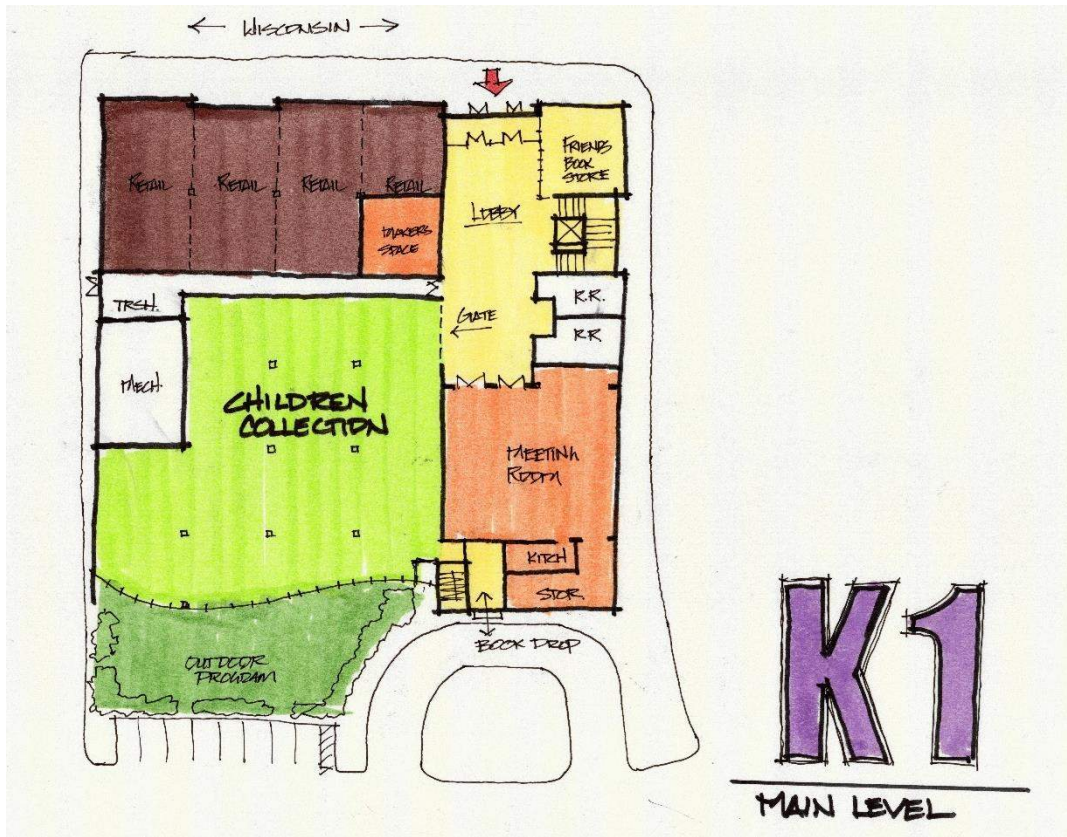 ← WISCONSIN →
FRIENDS
BOOK
STORE
RETAIL
RETAIL
RETAIL
RETAIL
LOBBY
MAKERS
SPACE
TRSH.
R.R.
GATE
R.R
MECH.
CHILDREN
COLLECTION
MEETING
ROOM
KITCH
STOR.
BOOK DROP
OUTDOOR
PROGRAM
K1
MAIN LEVEL